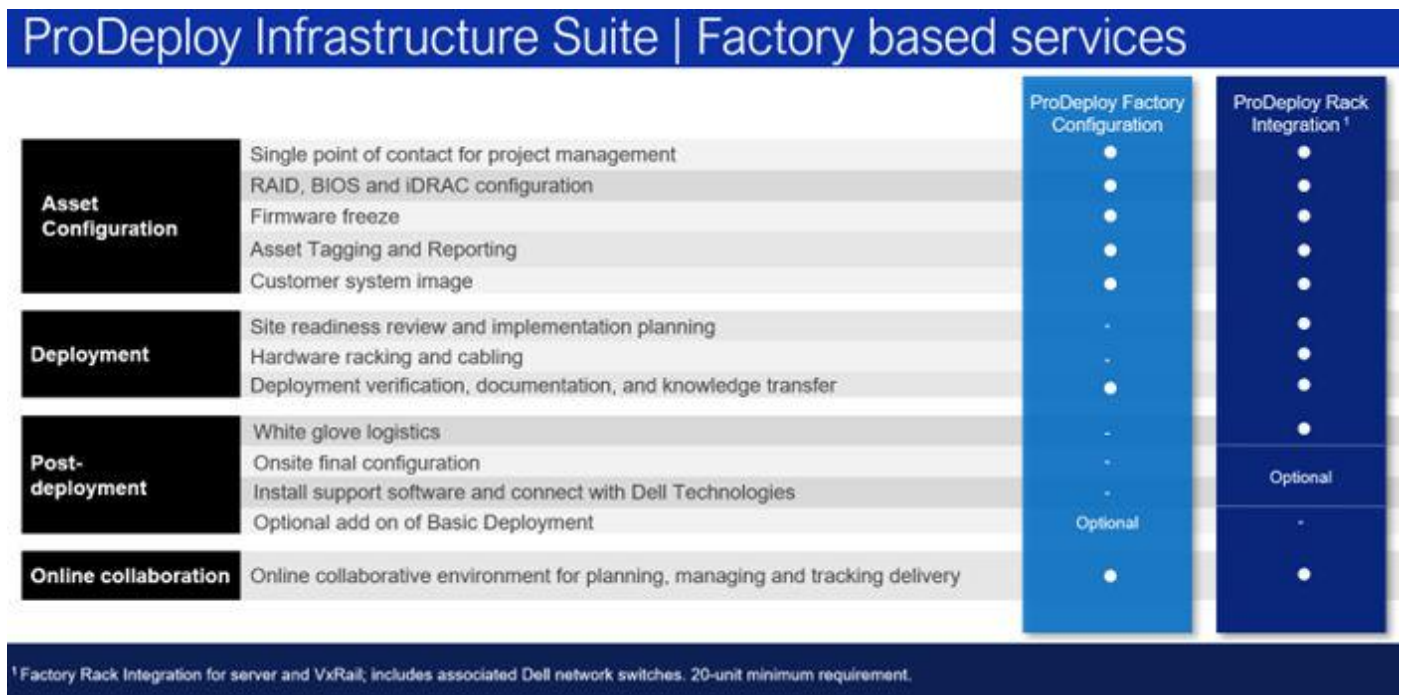 ProDeploy Infrastructure Suite | Factory based services
ProDeploy Factory
Configuration
ProDeploy Rack
Integration ¹
Asset
Configuration
Single point of contact for project management
RAID, BIOS and iDRAC configuration
Firmware freeze
Asset Tagging and Reporting
Customer system image
Deployment
Site readiness review and implementation planning -
Hardware racking and cabling -
Deployment verification, documentation, and knowledge transfer
Post-
deployment
White glove logistics -
Onsite final configuration -
Install support software and connect with Dell Technologies -
Optional
Optional add on of Basic Deployment Optional -
Online collaboration
Online collaborative environment for planning, managing and tracking delivery
¹ Factory Rack Integration for server and VxRail; includes associated Dell network switches. 20-unit minimum requirement.